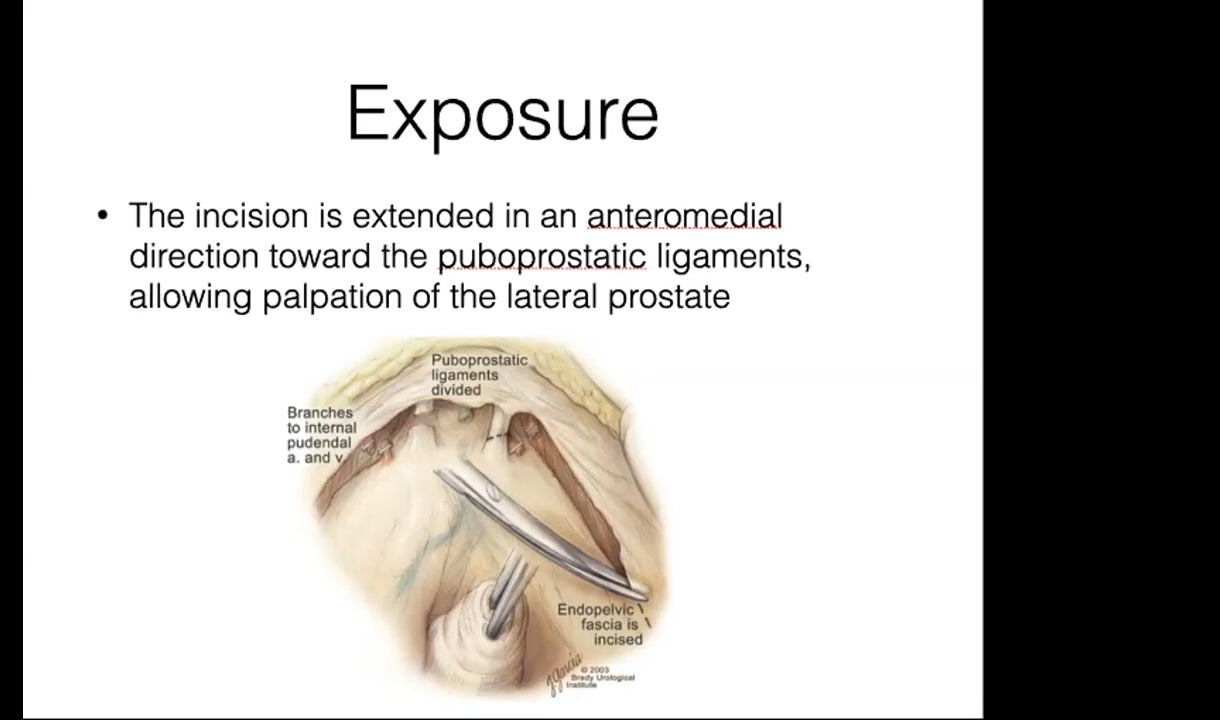 Exposure
• The incision is extended in an anteromedial
direction toward the puboprostatic ligaments,
allowing palpation of the lateral prostate
Puboprostatic
ligaments
divided
Branches
to internal
pudendal
a. and v.
Endopelvic
fascia is
incised
© 2003
Brady Urological
Institute